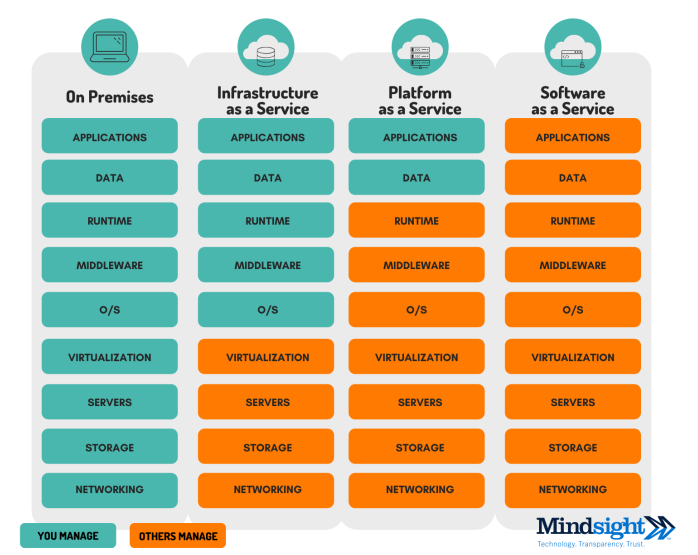 On Premises
Infrastructure
as a Service
Platform
as a Service
Software
as a Service
APPLICATIONS
APPLICATIONS
APPLICATIONS
APPLICATIONS
DATA
DATA
DATA
DATA
RUNTIME
RUNTIME
RUNTIME
RUNTIME
MIDDLEWARE
MIDDLEWARE
MIDDLEWARE
MIDDLEWARE
O/S
O/S
O/S
O/S
VIRTUALIZATION
VIRTUALIZATION
VIRTUALIZATION
VIRTUALIZATION
SERVERS
SERVERS
SERVERS
SERVERS
STORAGE
STORAGE
STORAGE
STORAGE
NETWORKING
NETWORKING
NETWORKING
NETWORKING
YOU MANAGE
OTHERS MANAGE
Mindsight
Technology. Transparency. Trust.